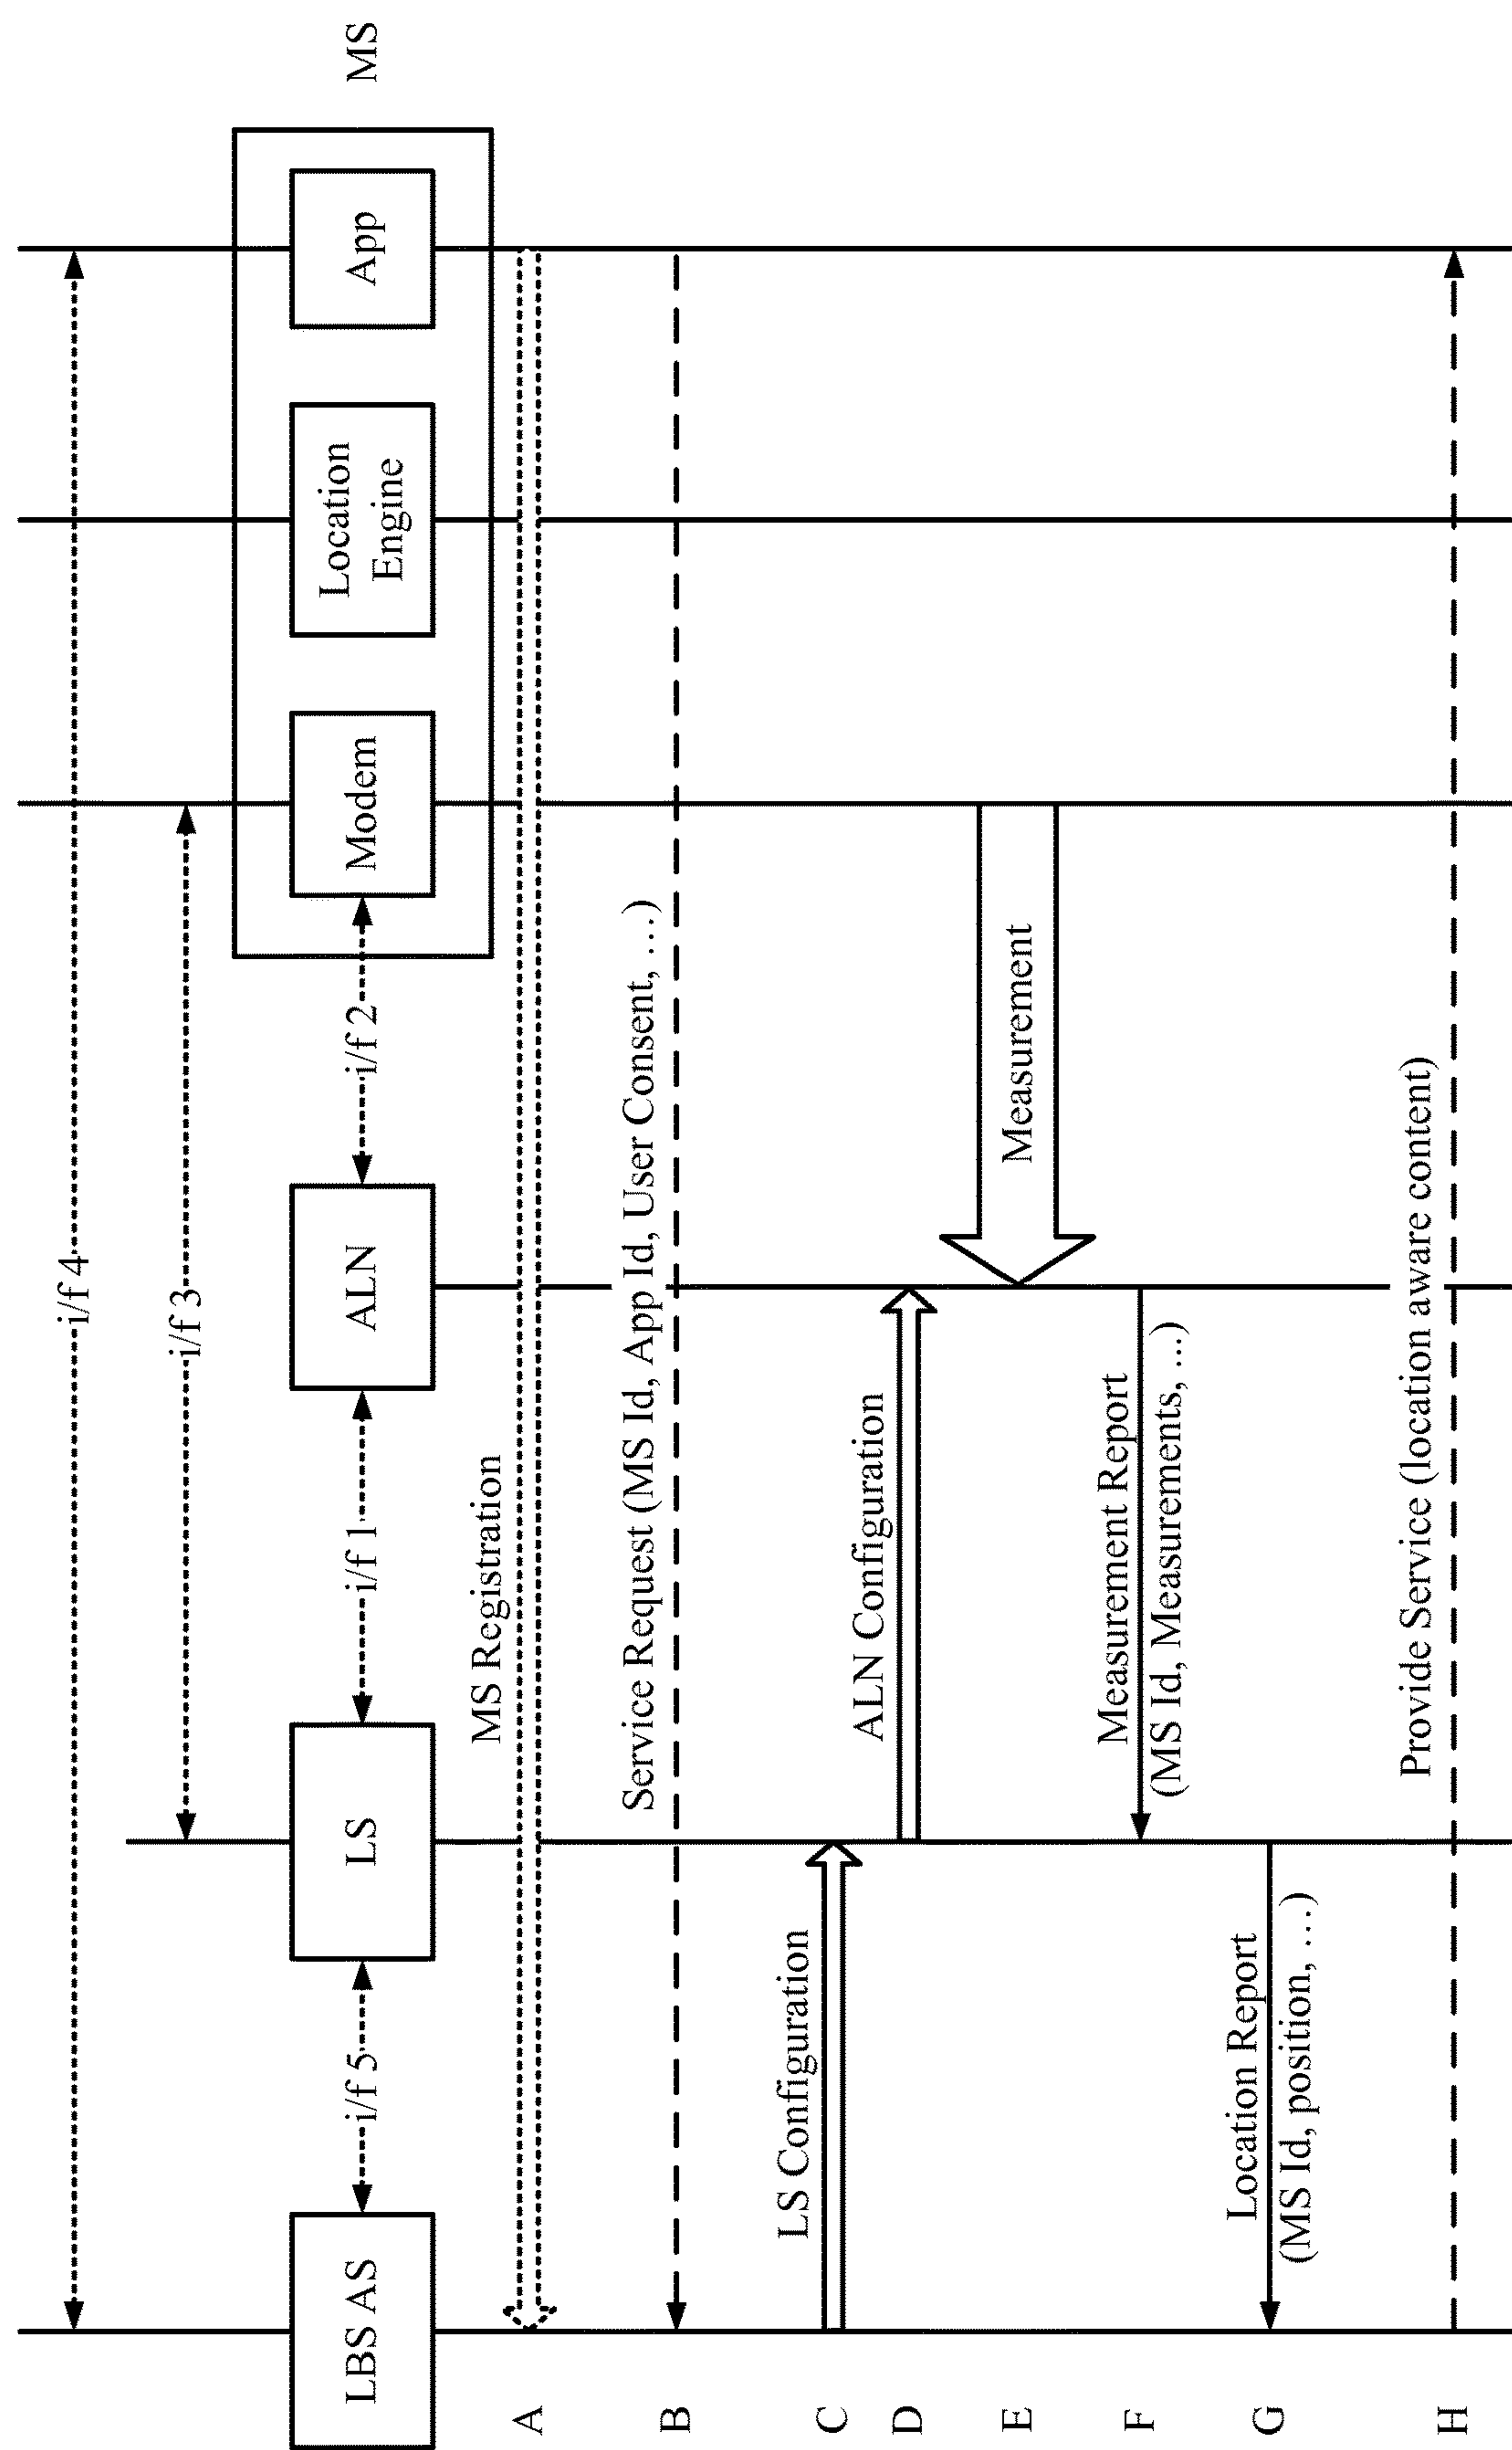 i/f 4
i/f 3
LBS AS
i/f 5
LS
i/f 1
ALN
i/f 2
Modem
Location
Engine
App
MS
MS Registration
A
Service Request (MS Id, App Id, User Consent, …)
B
LS Configuration
C
ALN Configuration
D
Measurement
E
Measurement Report
(MS Id, Measurements, …)
F
Location Report
(MS Id, position, …)
G
Provide Service (location aware content)
H